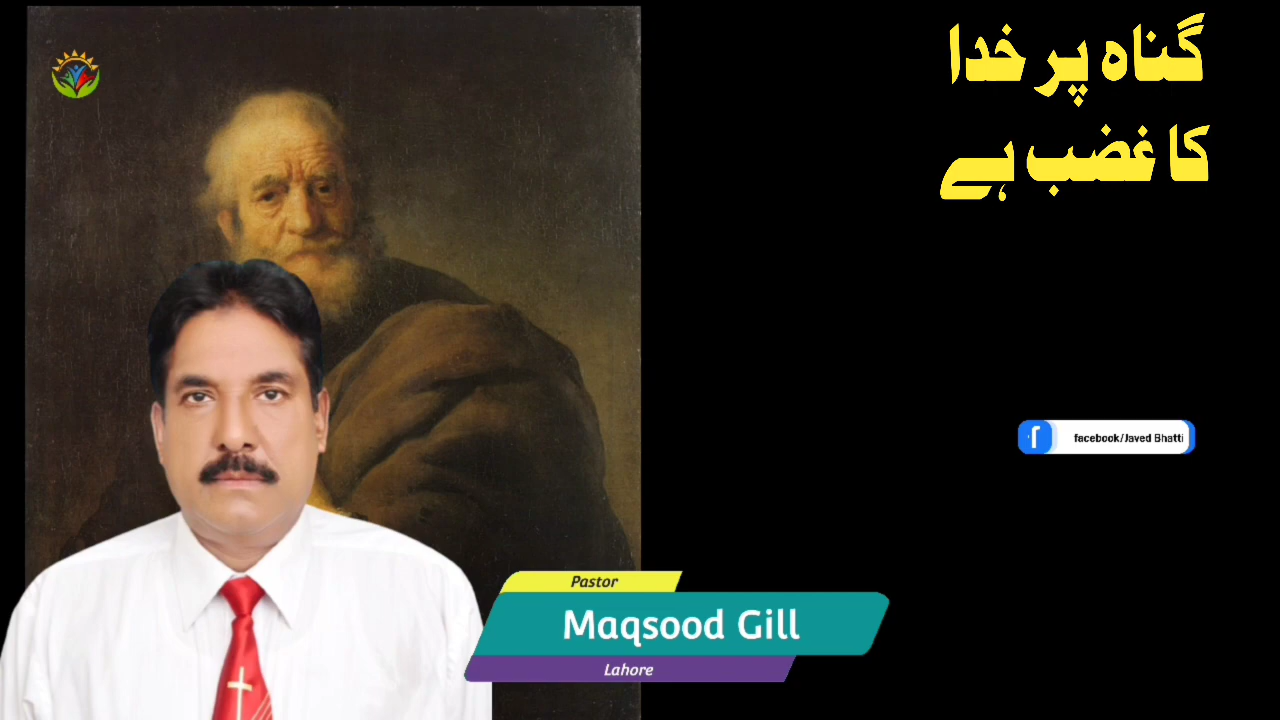 گناہ پر خدا
کا غضب ہے
facebook/Javed Bhatti
Pastor
Maqsood Gill
Lahore